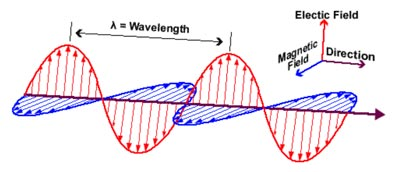 λ = Wavelength
Electic Field
Magnetic
Field
Direction